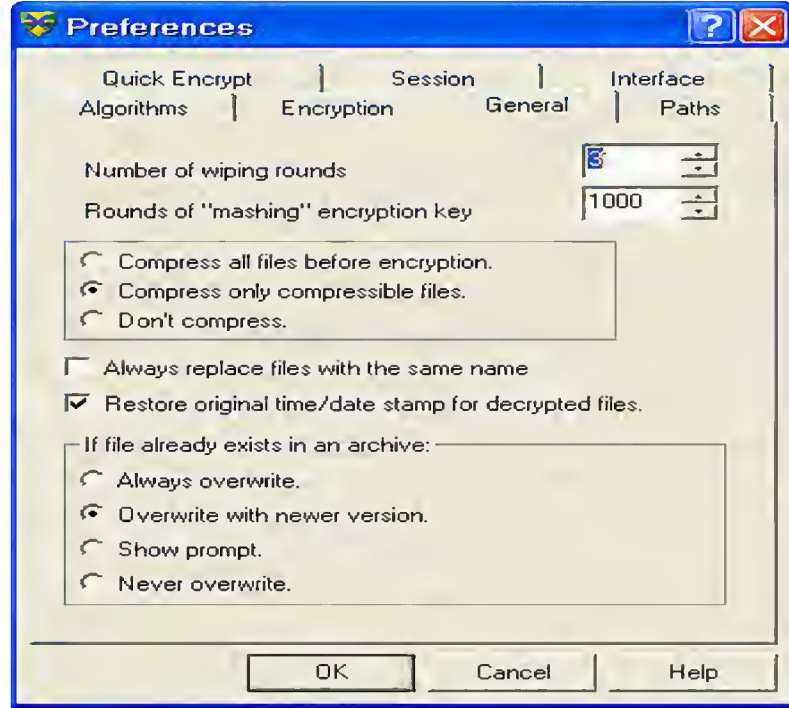 Preferences
Quick Encrypt Session Interface
Algorithms Encryption General Paths
Number of wiping rounds 3
Rounds of "mashing" encryption key 1000
Compress all files before encryption.
Compress only compressible files.
Don't compress.
Always replace files with the same name
Restore original time/date stamp for decrypted files.
If file already exists in an archive:
Always overwrite.
Overwrite with newer version.
Show prompt.
Never overwrite.
OK Cancel Help